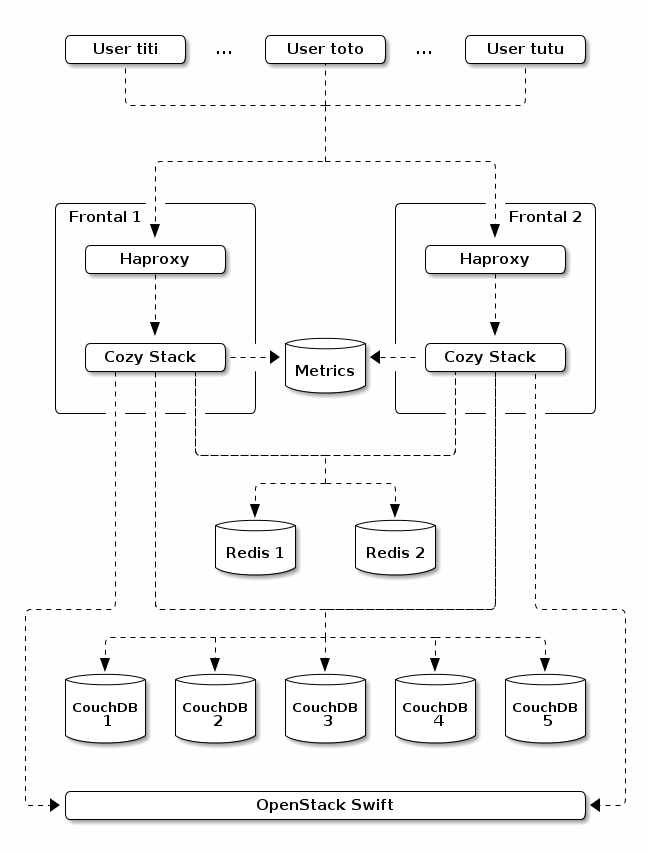 User titi ... User toto ... User tutu
Frontal 1
Frontal 2
Haproxy
Haproxy
Cozy Stack
Cozy Stack
Metrics
Redis 1
Redis 2
CouchDB
1
CouchDB
2
CouchDB
3
CouchDB
4
CouchDB
5
OpenStack Swift